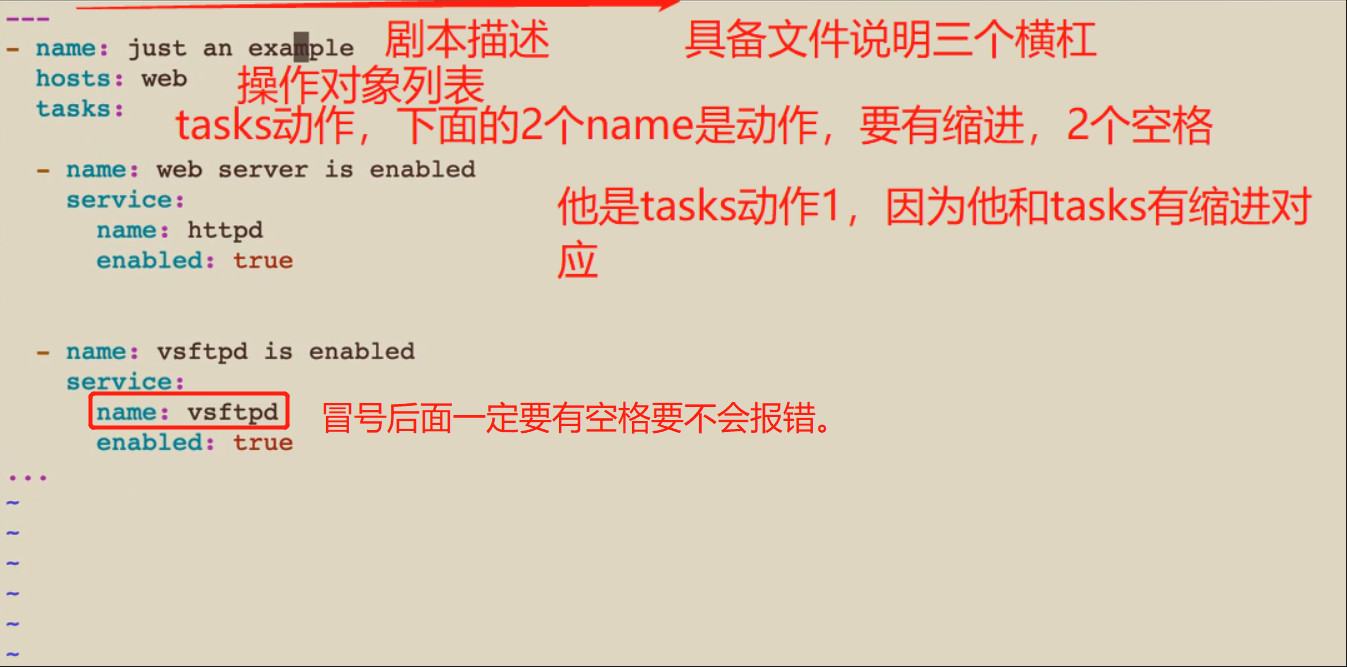 ---
- name: just an example 剧本描述 具备文件说明三个横杠
  hosts: web 操作对象列表
  tasks:
tasks动作，下面的2个name是动作，要有缩进，2个空格
  - name: web server is enabled
    service:
他是tasks动作1，因为他和tasks有缩进对
      name: httpd
      enabled: true
应
  - name: vsftpd is enabled
    service:
      name: vsftpd 冒号后面一定要有空格要不会报错。
      enabled: true
...
~
~
~
~
~
~